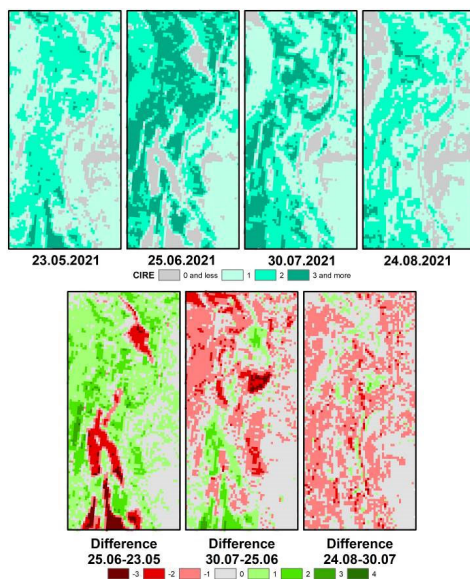 23.05.2021 25.06.2021 30.07.2021 24.08.2021
CIRE 0 and less 1 2 3 and more
Difference Difference Difference
25.06-23.05 30.07-25.06 24.08-30.07
-3 -2 -1 0 1 2 3 4